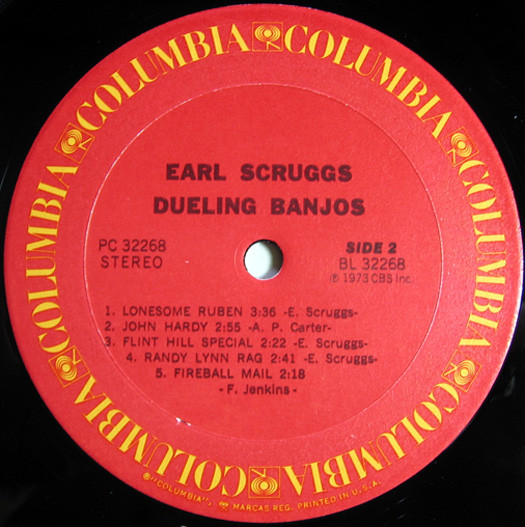 COLUMBIA COLUMBIA COLUMBIA COLUMBIA COLUMBIA COLUMBIA
EARL SCRUGGS
DUELING BANJOS
PC 32268
STEREO
SIDE 2
BL 32268
℗ 1973 CBS Inc.
1. LONESOME RUBEN 3:36 -E. Scruggs-
2. JOHN HARDY 2:55 -A. P. Carter-
3. FLINT HILL SPECIAL 2:22 -E. Scruggs-
4. RANDY LYNN RAG 2:41 -E. Scruggs-
5. FIREBALL MAIL 2:18
-F. Jenkins-
®"COLUMBIA", MARCAS REG. PRINTED IN U.S.A.